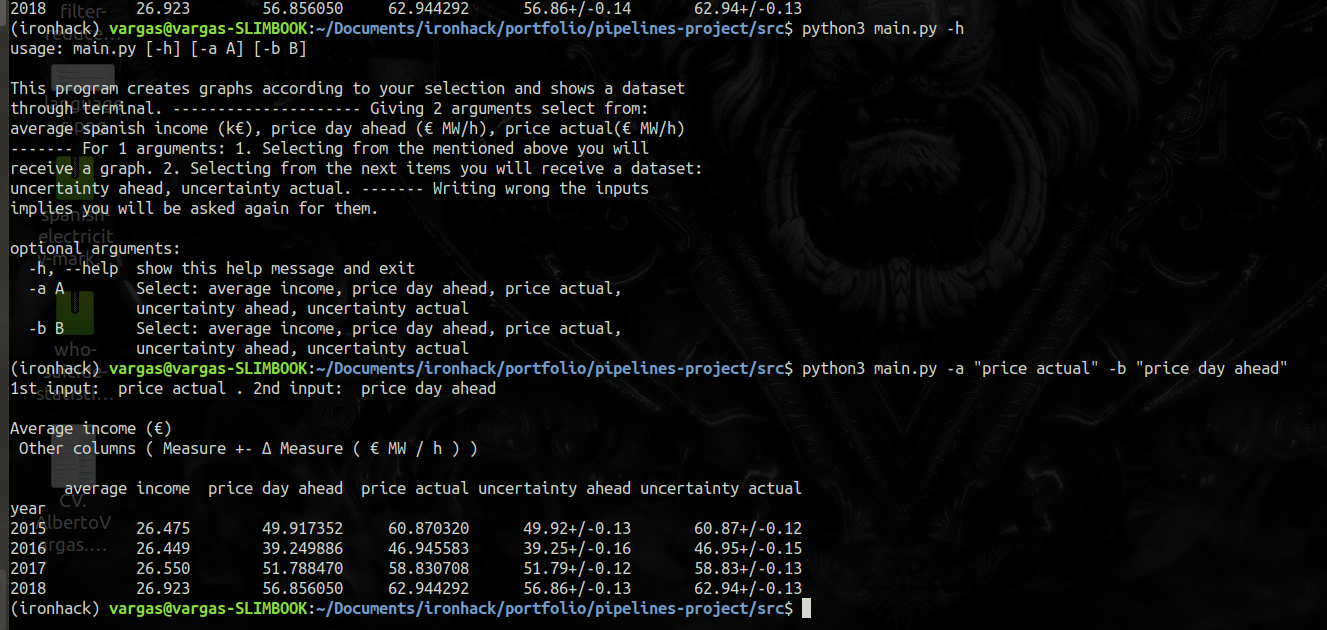 2018          26.923        56.856050     62.944292      56.86+/-0.14       62.94+/-0.13
(ironhack) vargas@vargas-SLIMBOOK:~/Documents/ironhack/portfolio/pipelines-project/src$ python3 main.py -h
usage: main.py [-h] [-a A] [-b B]

This program creates graphs according to your selection and shows a dataset
through terminal. --------------------- Giving 2 arguments select from:
average spanish income (k€), price day ahead (€ MW/h), price actual(€ MW/h)
------- For 1 arguments: 1. Selecting from the mentioned above you will
receive a graph. 2. Selecting from the next items you will receive a dataset:
uncertainty ahead, uncertainty actual. ------- Writing wrong the inputs
implies you will be asked again for them.

optional arguments:
  -h, --help  show this help message and exit
  -a A        Select: average income, price day ahead, price actual,
              uncertainty ahead, uncertainty actual
  -b B        Select: average income, price day ahead, price actual,
              uncertainty ahead, uncertainty actual
(ironhack) vargas@vargas-SLIMBOOK:~/Documents/ironhack/portfolio/pipelines-project/src$ python3 main.py -a "price actual" -b "price day ahead"
1st input:  price actual . 2nd input:  price day ahead

Average income (€)
 Other columns ( Measure +- Δ Measure ( € MW / h ) )

      average income  price day ahead  price actual uncertainty ahead uncertainty actual
year
2015          26.475        49.917352     60.870320      49.92+/-0.13       60.87+/-0.12
2016          26.449        39.249886     46.945583      39.25+/-0.16       46.95+/-0.15
2017          26.550        51.788470     58.830708      51.79+/-0.12       58.83+/-0.13
2018          26.923        56.856050     62.944292      56.86+/-0.13       62.94+/-0.13
(ironhack) vargas@vargas-SLIMBOOK:~/Documents/ironhack/portfolio/pipelines-project/src$
filter-
spanish-
electricit
y-mark...
who-
statisti...
CV.
AlbertoV
argas....